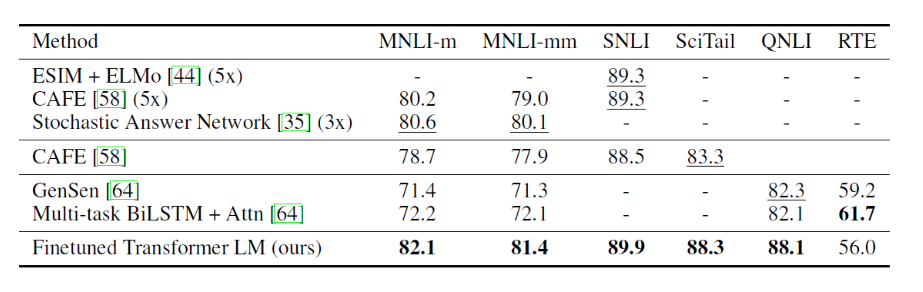 Method MNLI-m MNLI-mm SNLI SciTail QNLI RTE
ESIM + ELMo [44] (5x) - - 89.3 - - -
CAFE [58] (5x) 80.2 79.0 89.3 - - -
Stochastic Answer Network [35] (3x) 80.6 80.1 - - - -
CAFE [58] 78.7 77.9 88.5 83.3
GenSen [64] 71.4 71.3 - - 82.3 59.2
Multi-task BiLSTM + Attn [64] 72.2 72.1 - - 82.1 61.7
Finetuned Transformer LM (ours) 82.1 81.4 89.9 88.3 88.1 56.0